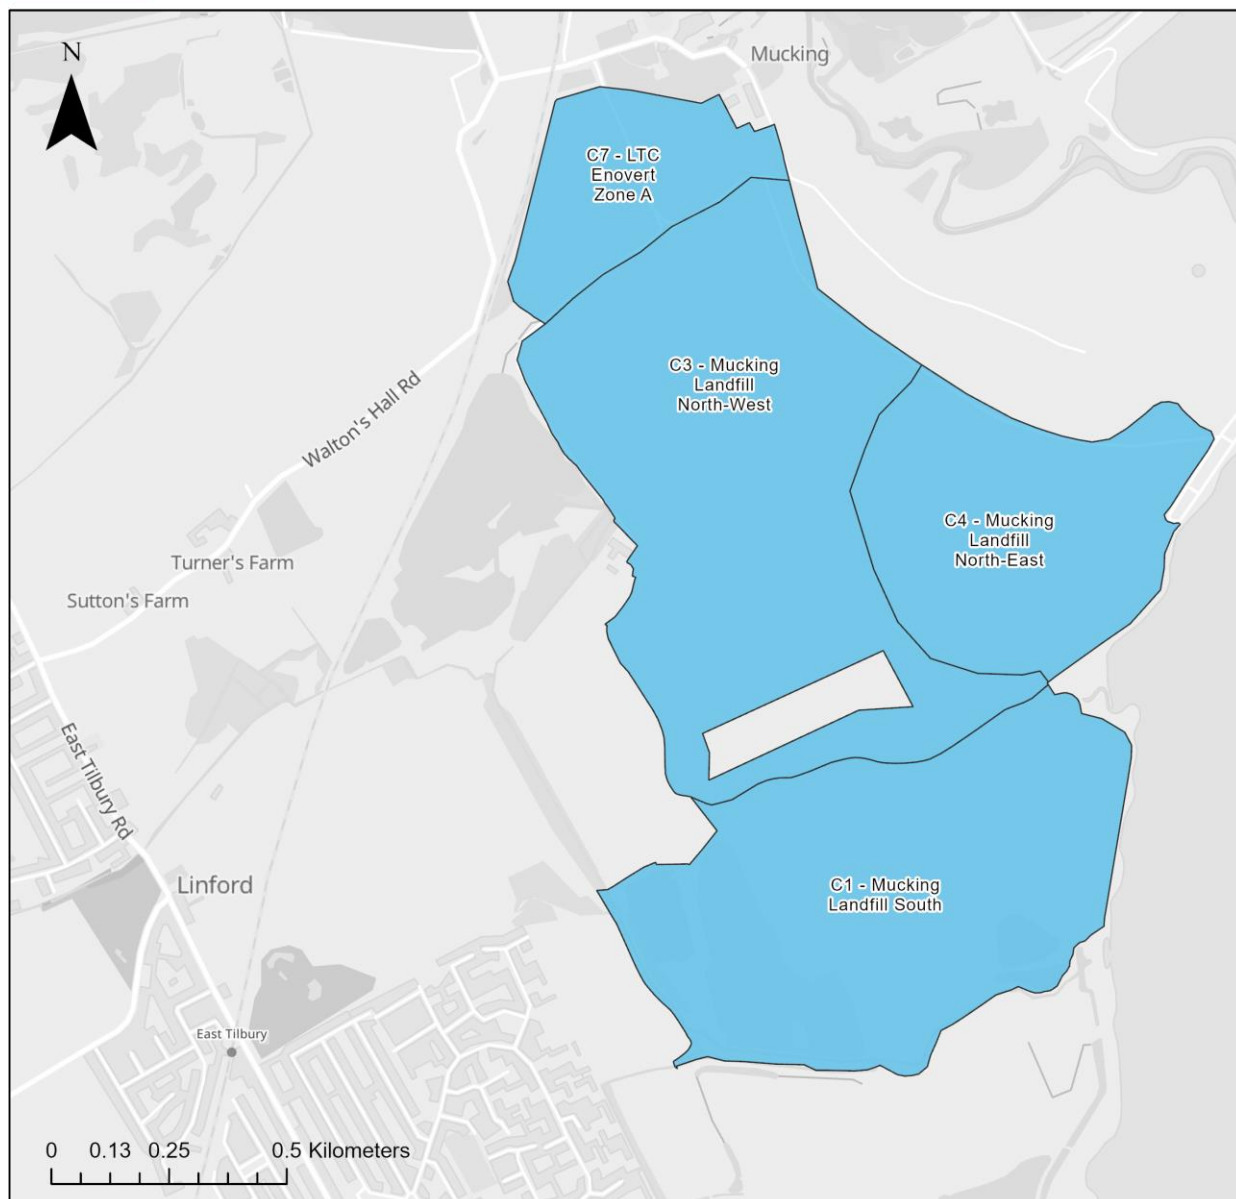 N
Mucking
C7 - LTC
Enovert
Zone A
C3 - Mucking
Landfill
North-West
Walton's Hall Rd
C4 - Mucking
Landfill
North-East
Turner's Farm
Sutton's Farm
East Tilbury Rd
Linford
C1 - Mucking
Landfill South
East Tilbury
0 0.13 0.25 0.5 Kilometers